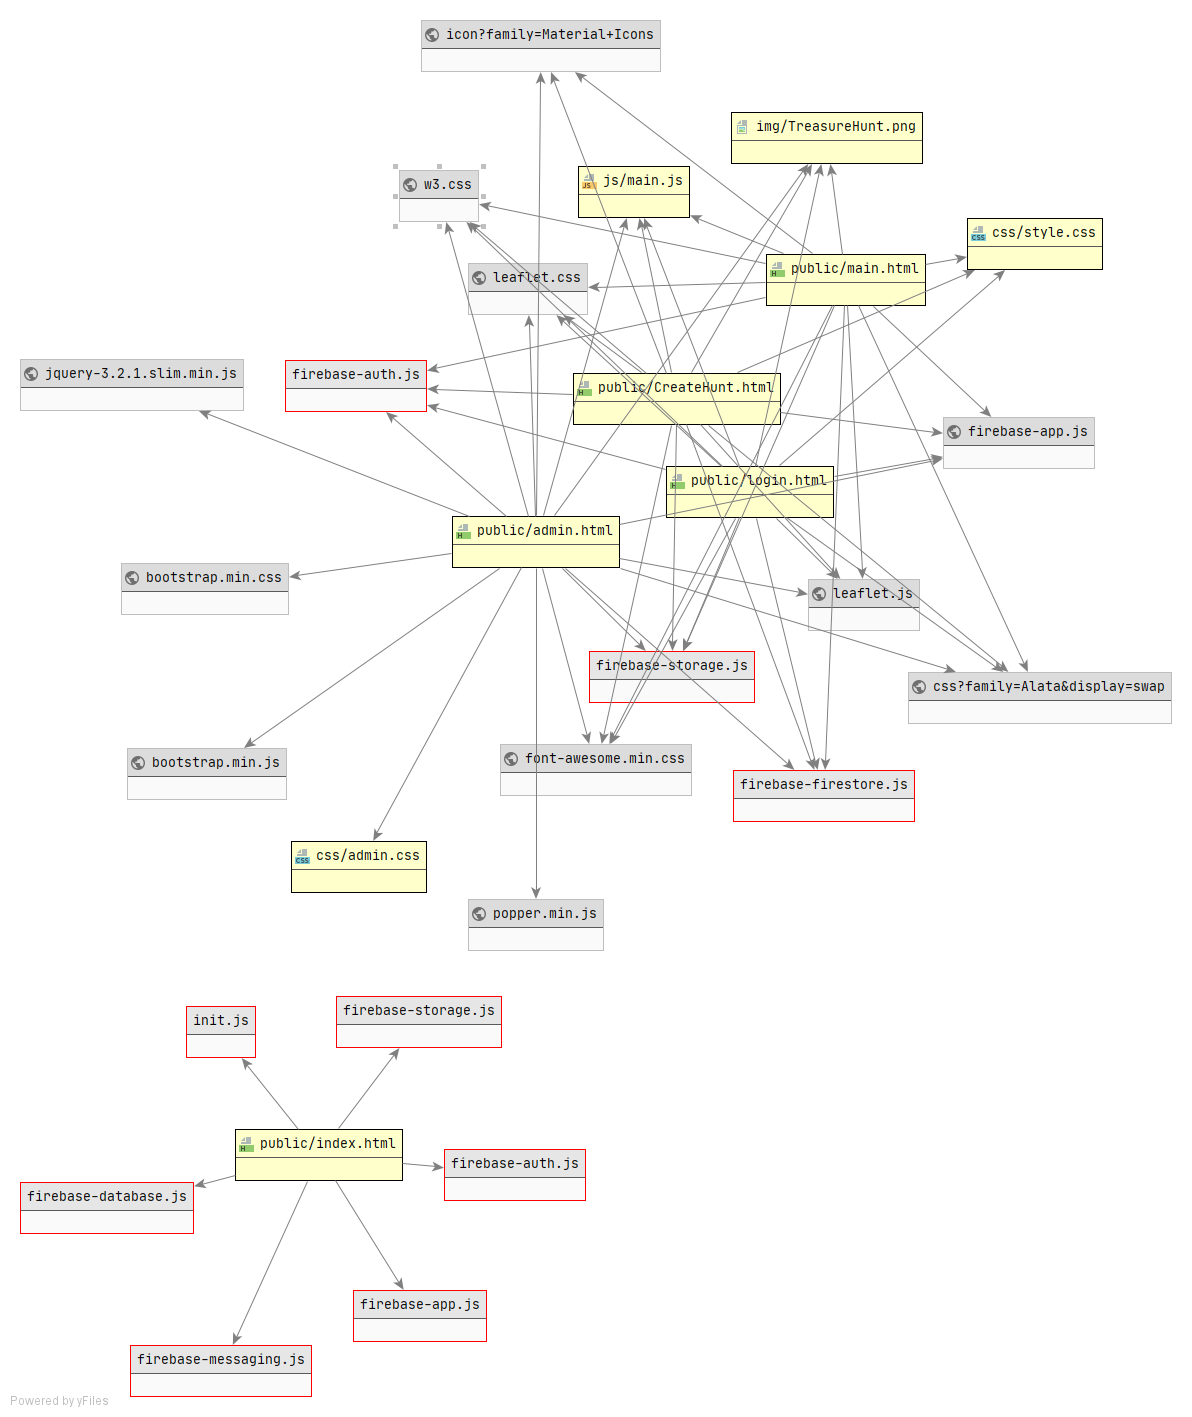 icon?family=Material+Icons
img/TreasureHunt.png
w3.css
js/main.js
css/style.css
public/main.html
leaflet.css
jquery-3.2.1.slim.min.js
firebase-auth.js
public/CreateHunt.html
firebase-app.js
public/login.html
public/admin.html
bootstrap.min.css
leaflet.js
firebase-storage.js
css?family=Alata&display=swap
bootstrap.min.js
font-awesome.min.css
firebase-firestore.js
css/admin.css
popper.min.js
init.js
firebase-storage.js
public/index.html
firebase-auth.js
firebase-database.js
firebase-app.js
firebase-messaging.js
Powered by yFiles